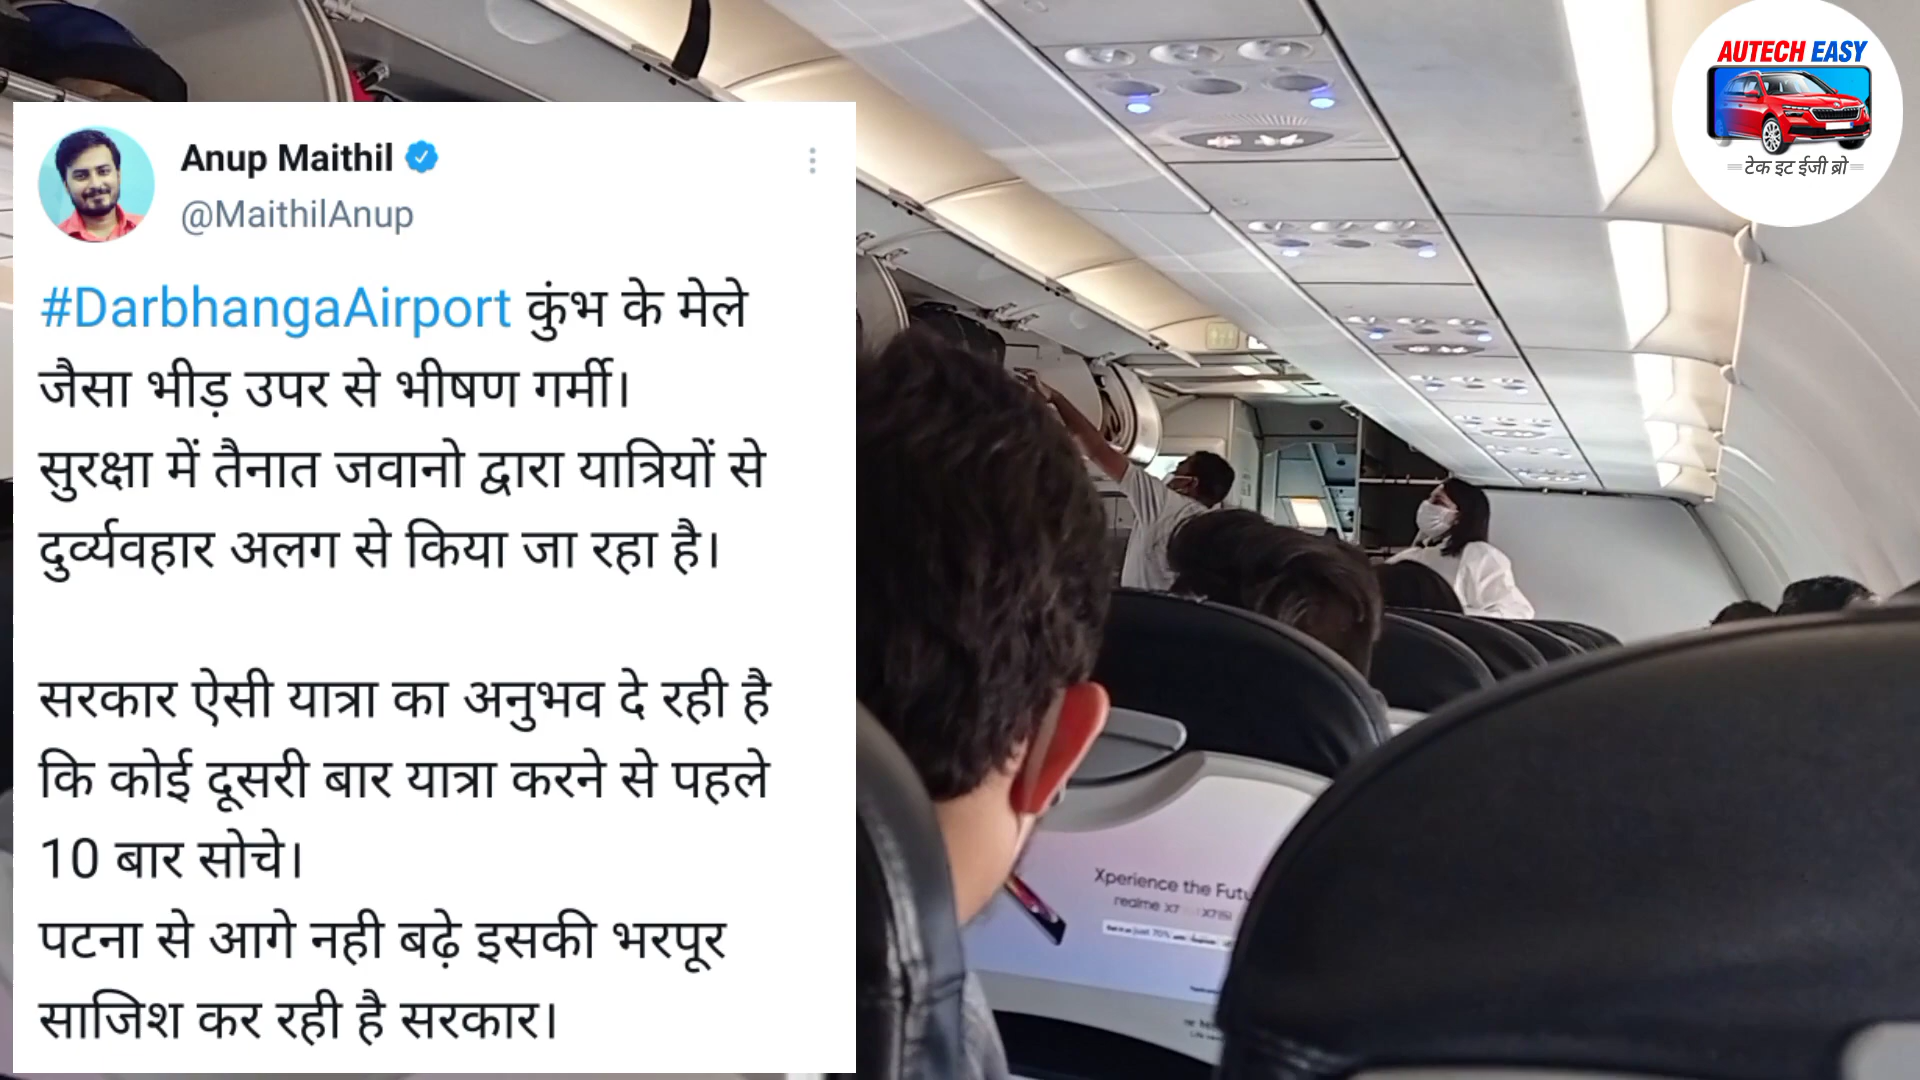 Anup Maithil
@MaithilAnup
#DarbhangaAirport कुंभ के मेले
जैसा भीड़ उपर से भीषण गर्मी।
सुरक्षा में तैनात जवानो द्वारा यात्रियों से
दुर्व्यवहार अलग से किया जा रहा है।
सरकार ऐसी यात्रा का अनुभव दे रही है
कि कोई दूसरी बार यात्रा करने से पहले
10 बार सोचे।
पटना से आगे नही बढ़े इसकी भरपूर
साजिश कर रही है सरकार।
AUTECH EASY
टेक इट ईजी ब्रो
Xperience the Futu
realme X7